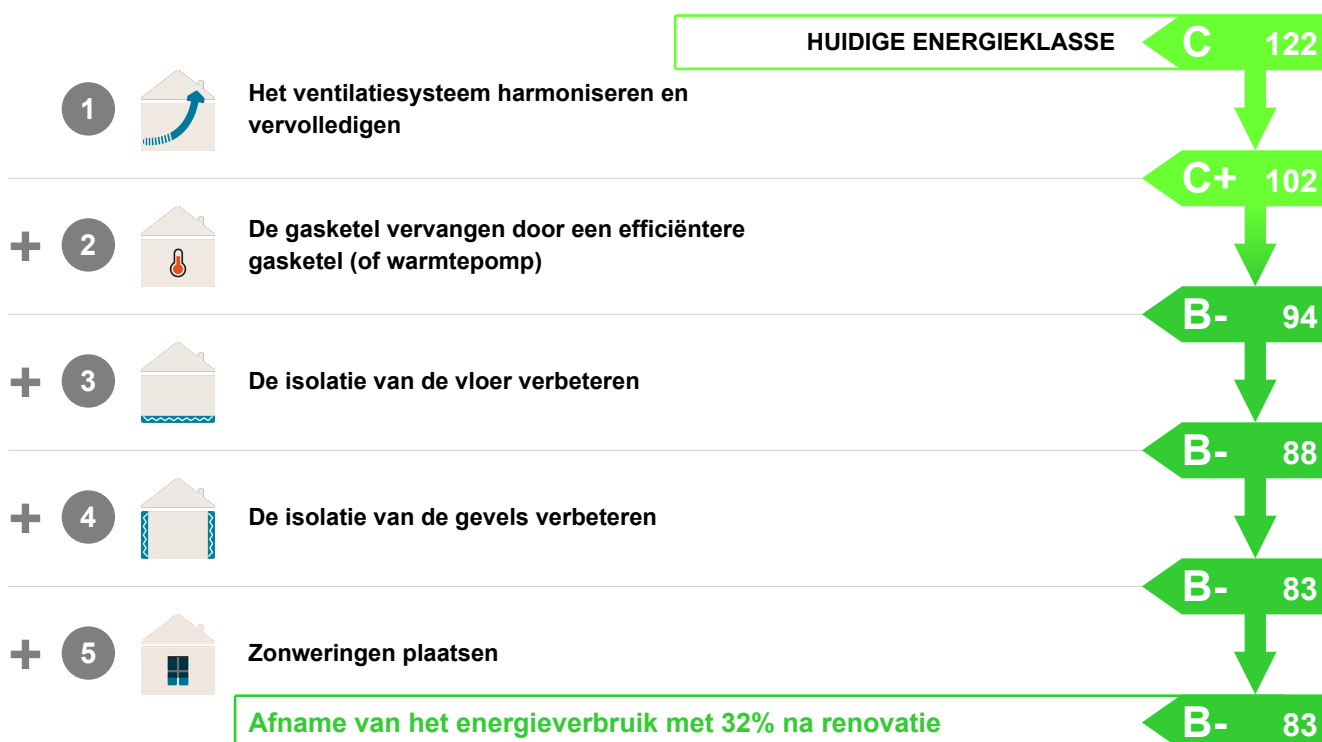 HUIDIGE ENERGIEKLASSE C 122
1 Het ventilatiesysteem harmoniseren en
vervolledigen
C+ 102
+ 2 De gasketel vervangen door een efficiëntere
gasketel (of warmtepomp)
B- 94
+ 3 De isolatie van de vloer verbeteren
B- 88
+ 4 De isolatie van de gevels verbeteren
B- 83
+ 5 Zonweringen plaatsen
Afname van het energieverbruik met 32% na renovatie B- 83